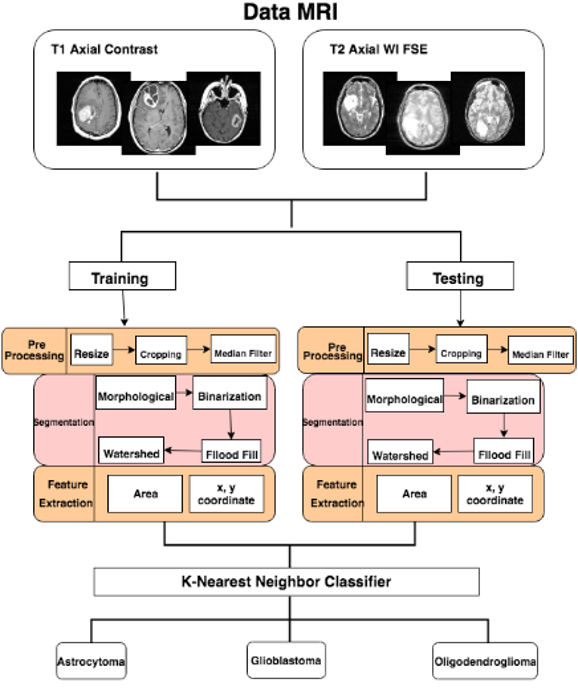 Data MRI
T1 Axial Contrast
T2 Axial WI FSE
Training
Testing
Pre
Processing
Resize
Cropping
Median Filter
Segmentation
Morphological
Binarization
Watershed
Fllood Fill
Feature
Extraction
Area
x, y
coordinate
Pre
Processing
Resize
Cropping
Median Filter
Segmentation
Morphological
Binarization
Watershed
Fllood Fill
Feature
Extraction
Area
x, y
coordinate
K-Nearest Neighbor Classifier
Astrocytoma
Glioblastoma
Oligodendroglioma